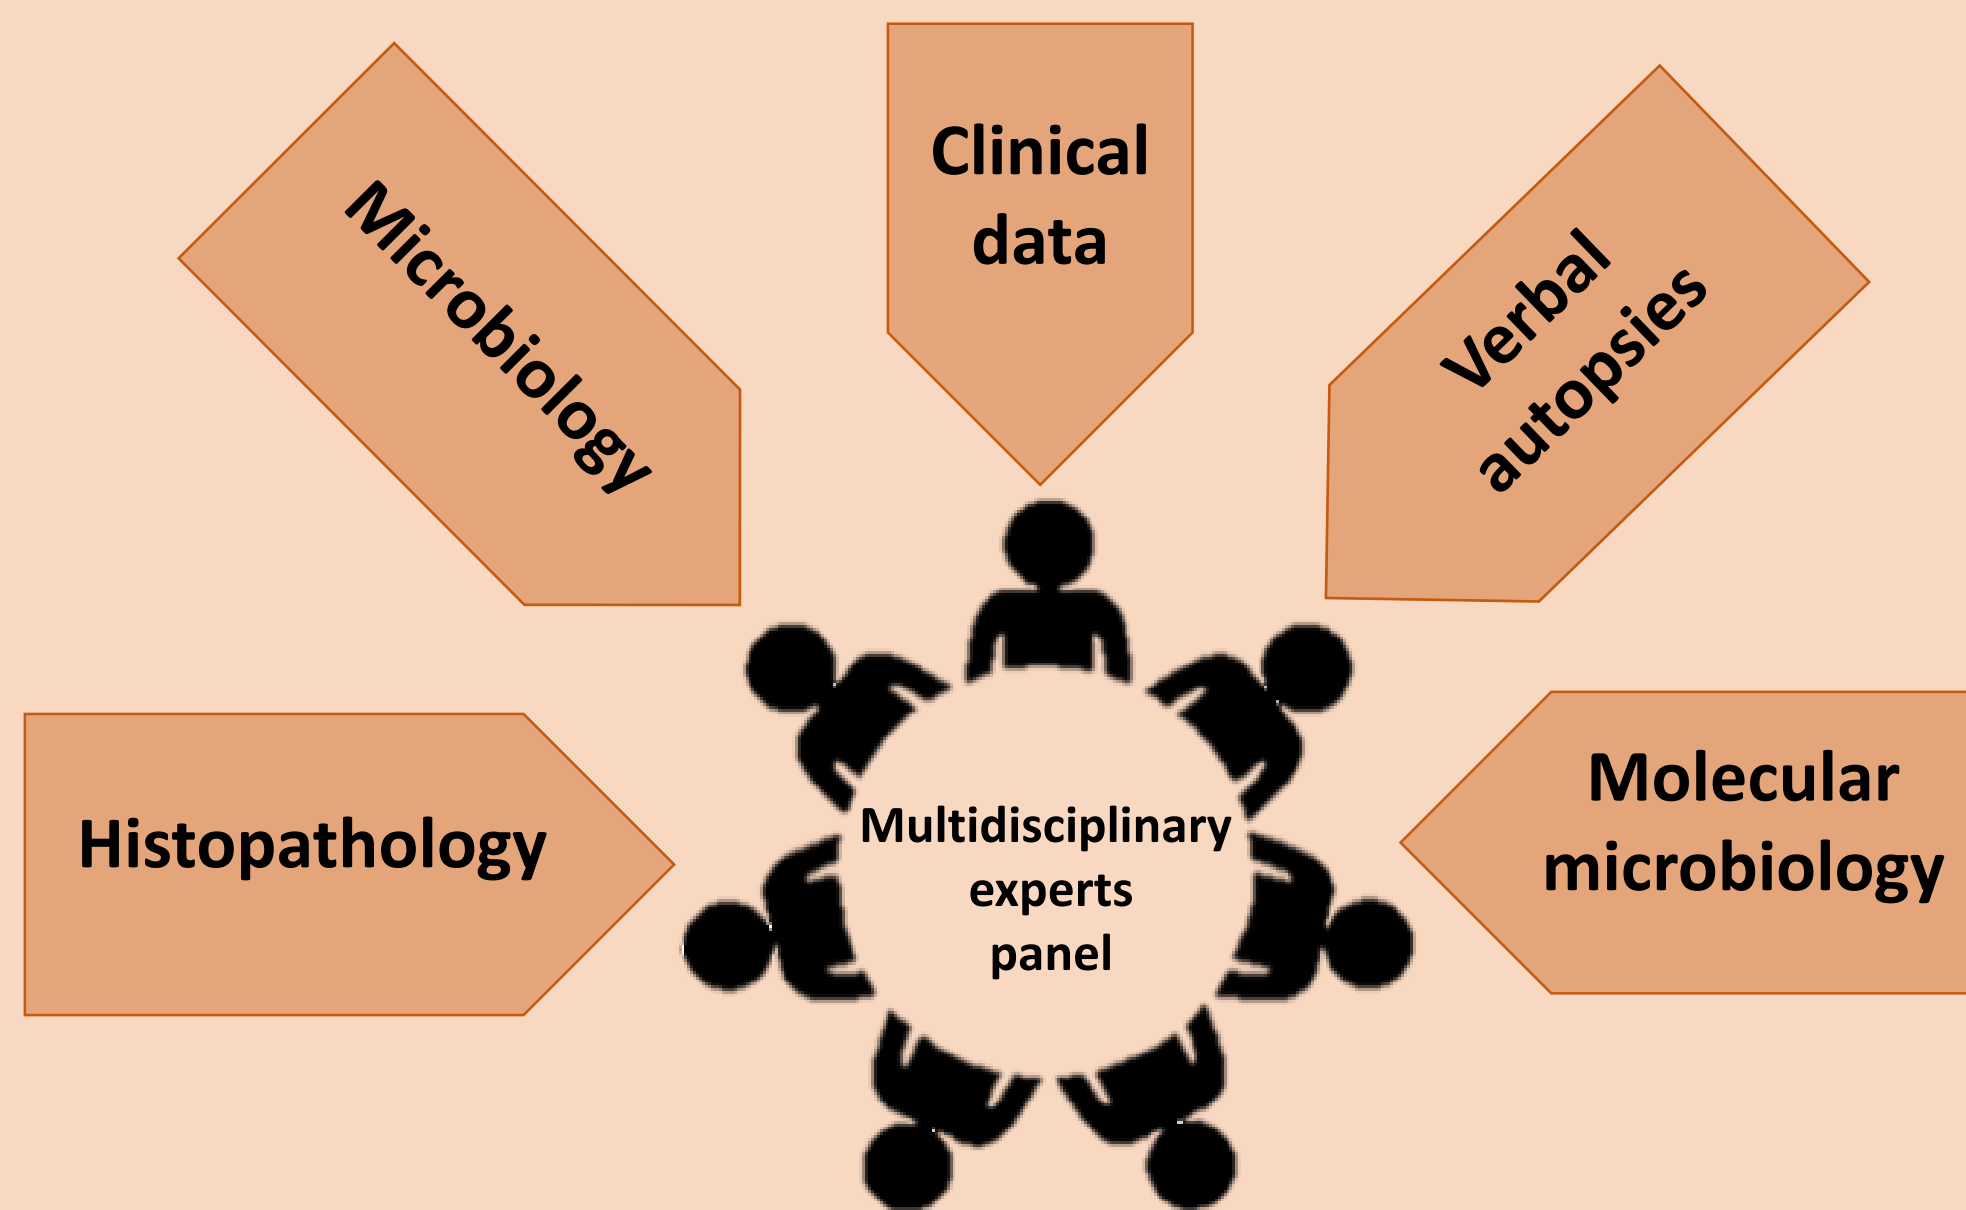 Microbiology
Clinical
data
Verbal
autopsies
Histopathology
Multidisciplinary
experts
panel
Molecular
microbiology